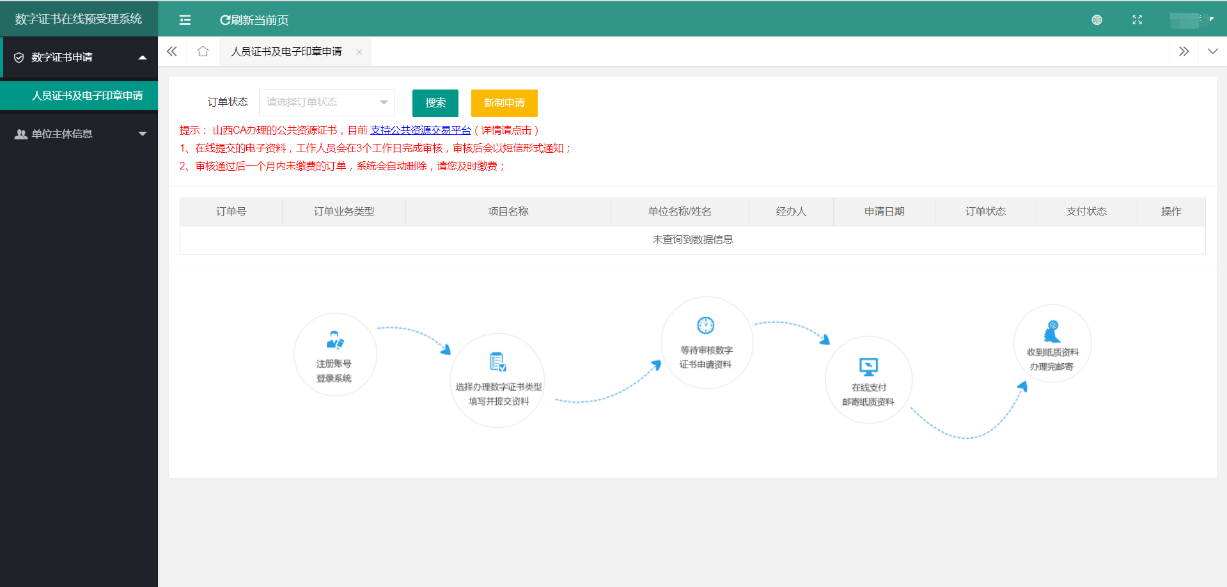 数字证书在线预受理系统
刷新当前页
数字证书申请
人员证书及电子印章申请
单位主体信息
人员证书及电子印章申请
订单状态
请选择订单状态
搜索
新制申请
提示： 山西CA办理的公共资源证书，目前 支持公共资源交易平台 ( 详情请点击 )
1、在线提交的电子资料，工作人员会在3个工作日完成审核，审核后会以短信形式通知；
2、审核通过后一个月内未缴费的订单，系统会自动删除，请您及时缴费；
订单号 订单业务类型 项目名称 单位名称/姓名 经办人 申请日期 订单状态 支付状态 操作
未查询到数据信息
注册账号
登录系统
选择办理数字证书类型
填写并提交资料
等待审核数字
证书申请资料
在线支付
邮寄纸质资料
收到纸质资料
办理完邮寄